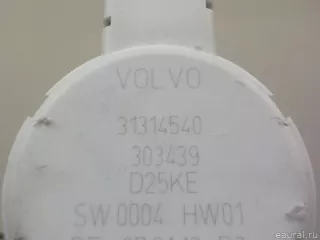 VOLVO
31314540
303439
D25KE
SW 0004 HW01
eaural.ru